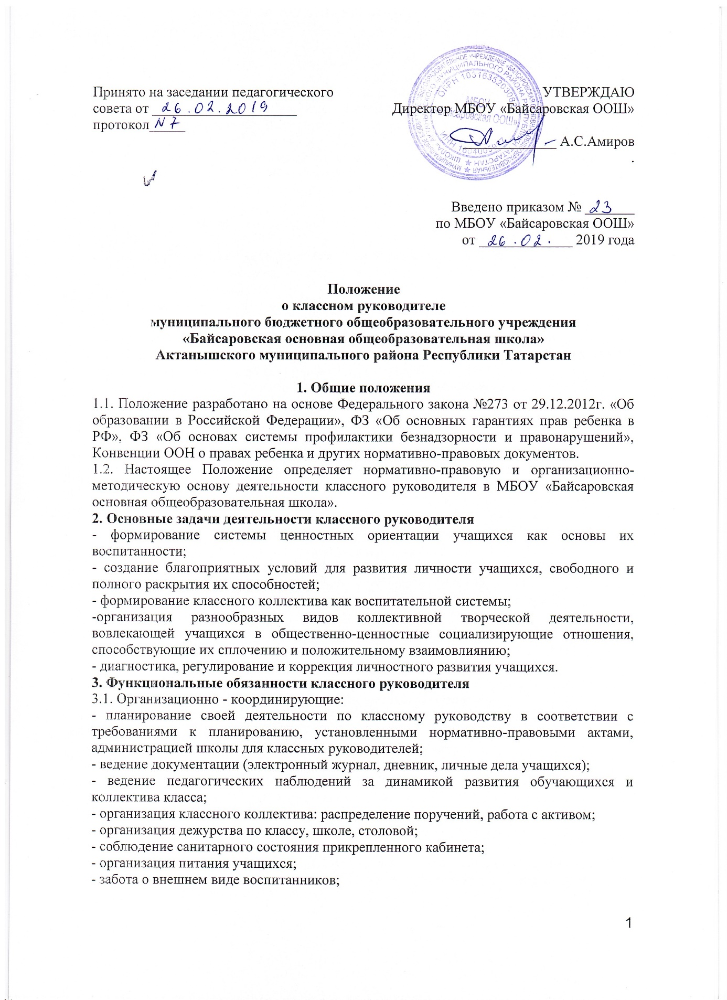 Принято на заседании педагогического
совета от 26.02.2019
протокол N 7
УТВЕРЖДАЮ
Директор МБОУ «Байсаровская ООШ»
А.С.Амиров
.
Введено приказом № 23
по МБОУ «Байсаровская ООШ»
от 26.02. 2019 года
Положение
о классном руководителе
муниципального бюджетного общеобразовательного учреждения
«Байсаровская основная общеобразовательная школа»
Актанышского муниципального района Республики Татарстан
1. Общие положения
1.1. Положение разработано на основе Федерального закона №273 от 29.12.2012г. «Об
образовании в Российской Федерации», ФЗ «Об основных гарантиях прав ребенка в
РФ», ФЗ «Об основах системы профилактики безнадзорности и правонарушений»,
Конвенции ООН о правах ребенка и других нормативно-правовых документов.
1.2. Настоящее Положение определяет нормативно-правовую и организационно-
методическую основу деятельности классного руководителя в МБОУ «Байсаровская
основная общеобразовательная школа».
2. Основные задачи деятельности классного руководителя
- формирование системы ценностных ориентации учащихся как основы их
воспитанности;
- создание благоприятных условий для развития личности учащихся, свободного и
полного раскрытия их способностей;
- формирование классного коллектива как воспитательной системы;
-организация разнообразных видов коллективной творческой деятельности,
вовлекающей учащихся в общественно-ценностные социализирующие отношения,
способствующие их сплочению и положительному взаимовлиянию;
- диагностика, регулирование и коррекция личностного развития учащихся.
3. Функциональные обязанности классного руководителя
3.1. Организационно - координирующие:
- планирование своей деятельности по классному руководству в соответствии с
требованиями к планированию, установленными нормативно-правовыми актами,
администрацией школы для классных руководителей;
- ведение документации (электронный журнал, дневник, личные дела учащихся);
- ведение педагогических наблюдений за динамикой развития обучающихся и
коллектива класса;
- организация классного коллектива: распределение поручений, работа с активом;
- организация дежурства по классу, школе, столовой;
- соблюдение санитарного состояния прикрепленного кабинета;
- организация питания учащихся;
- забота о внешнем виде воспитанников;
1